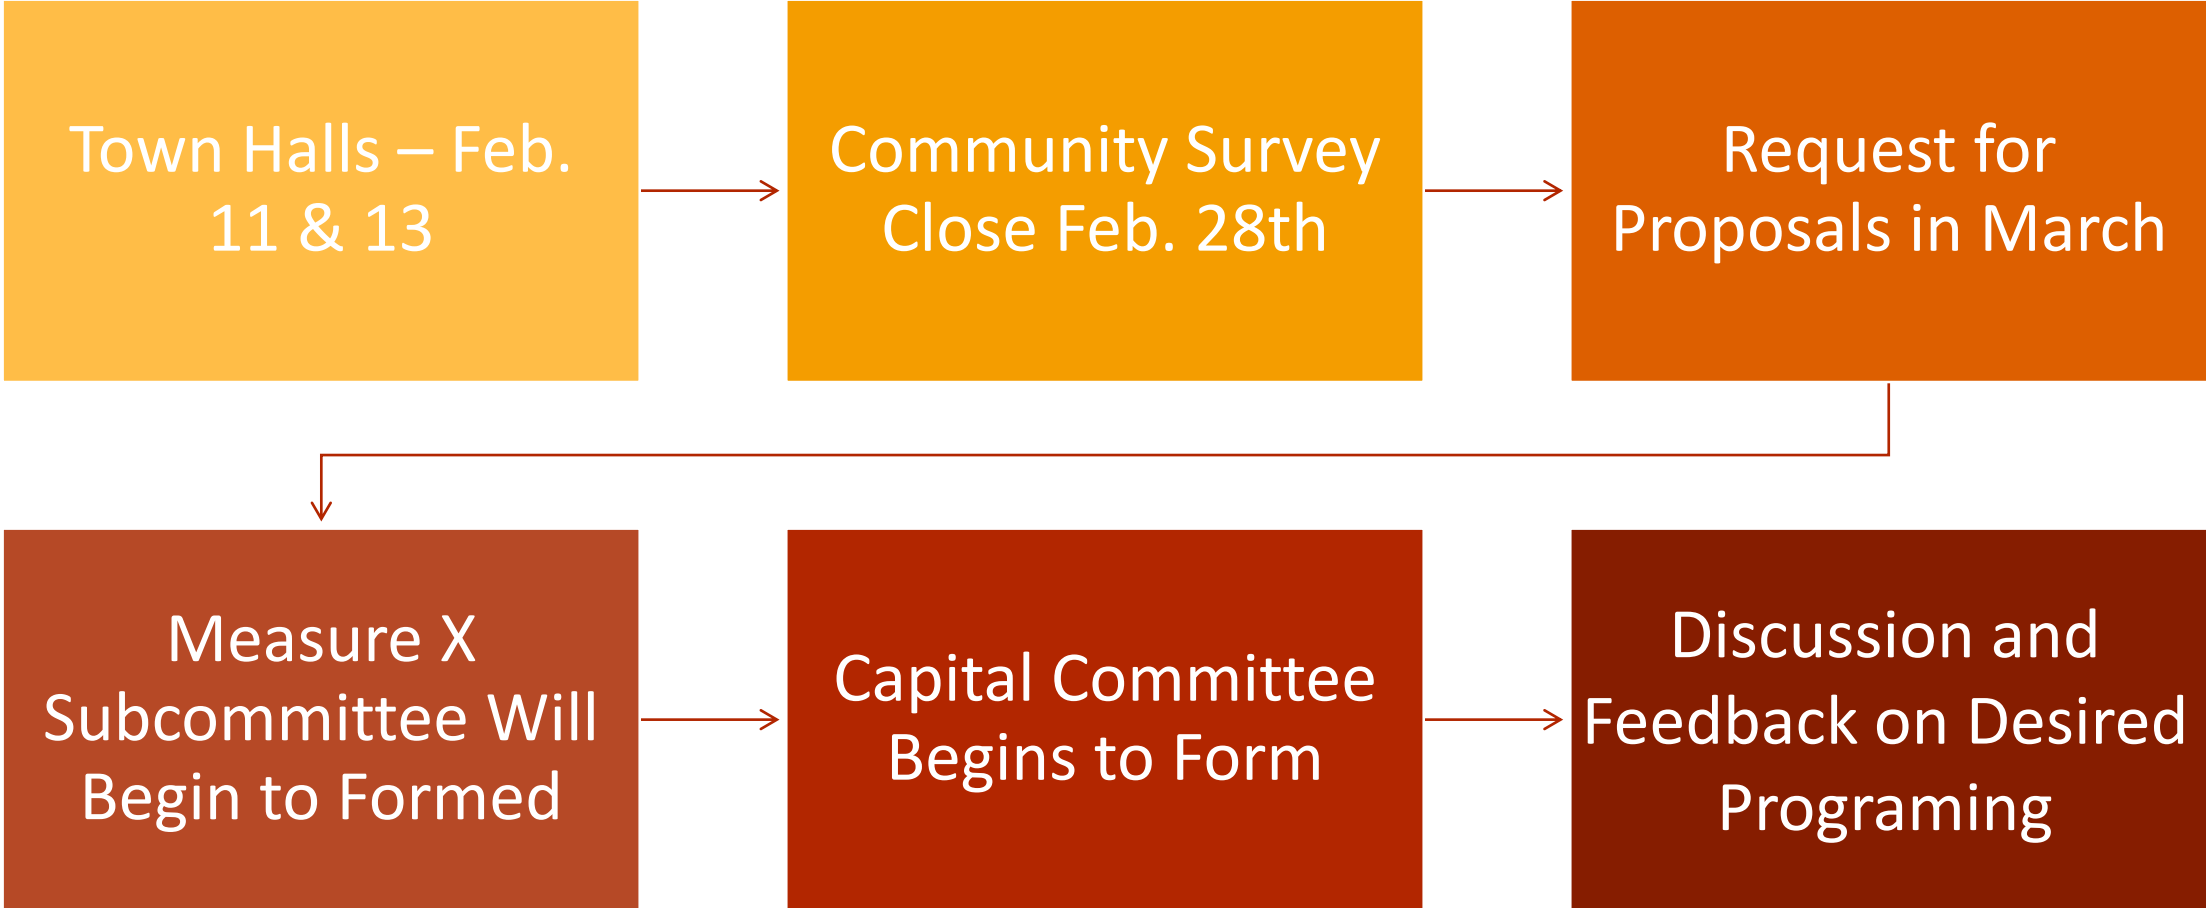 Town Halls – Feb.
11 & 13
Community Survey
Close Feb. 28th
Request for
Proposals in March
Measure X
Subcommittee Will
Begin to Formed
Capital Committee
Begins to Form
Discussion and
Feedback on Desired
Programing